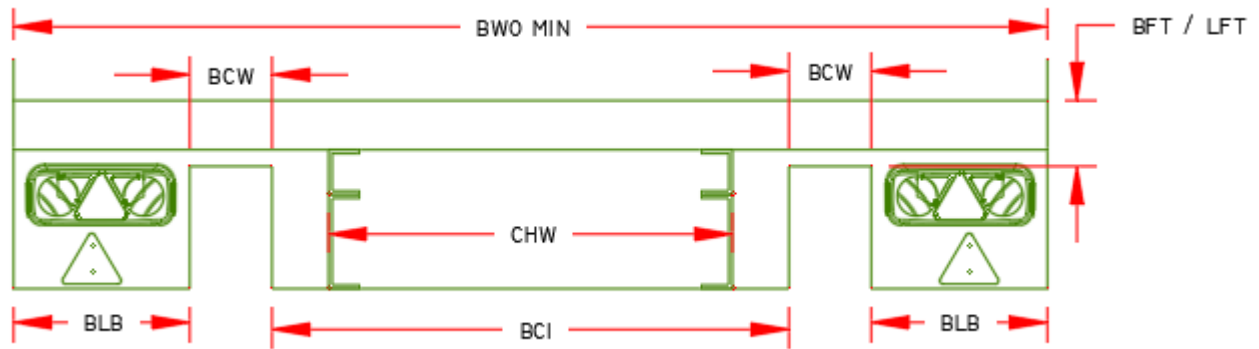 BWO MIN
BFT / LFT
BCW
BCW
CHW
BLB
BCI
BLB